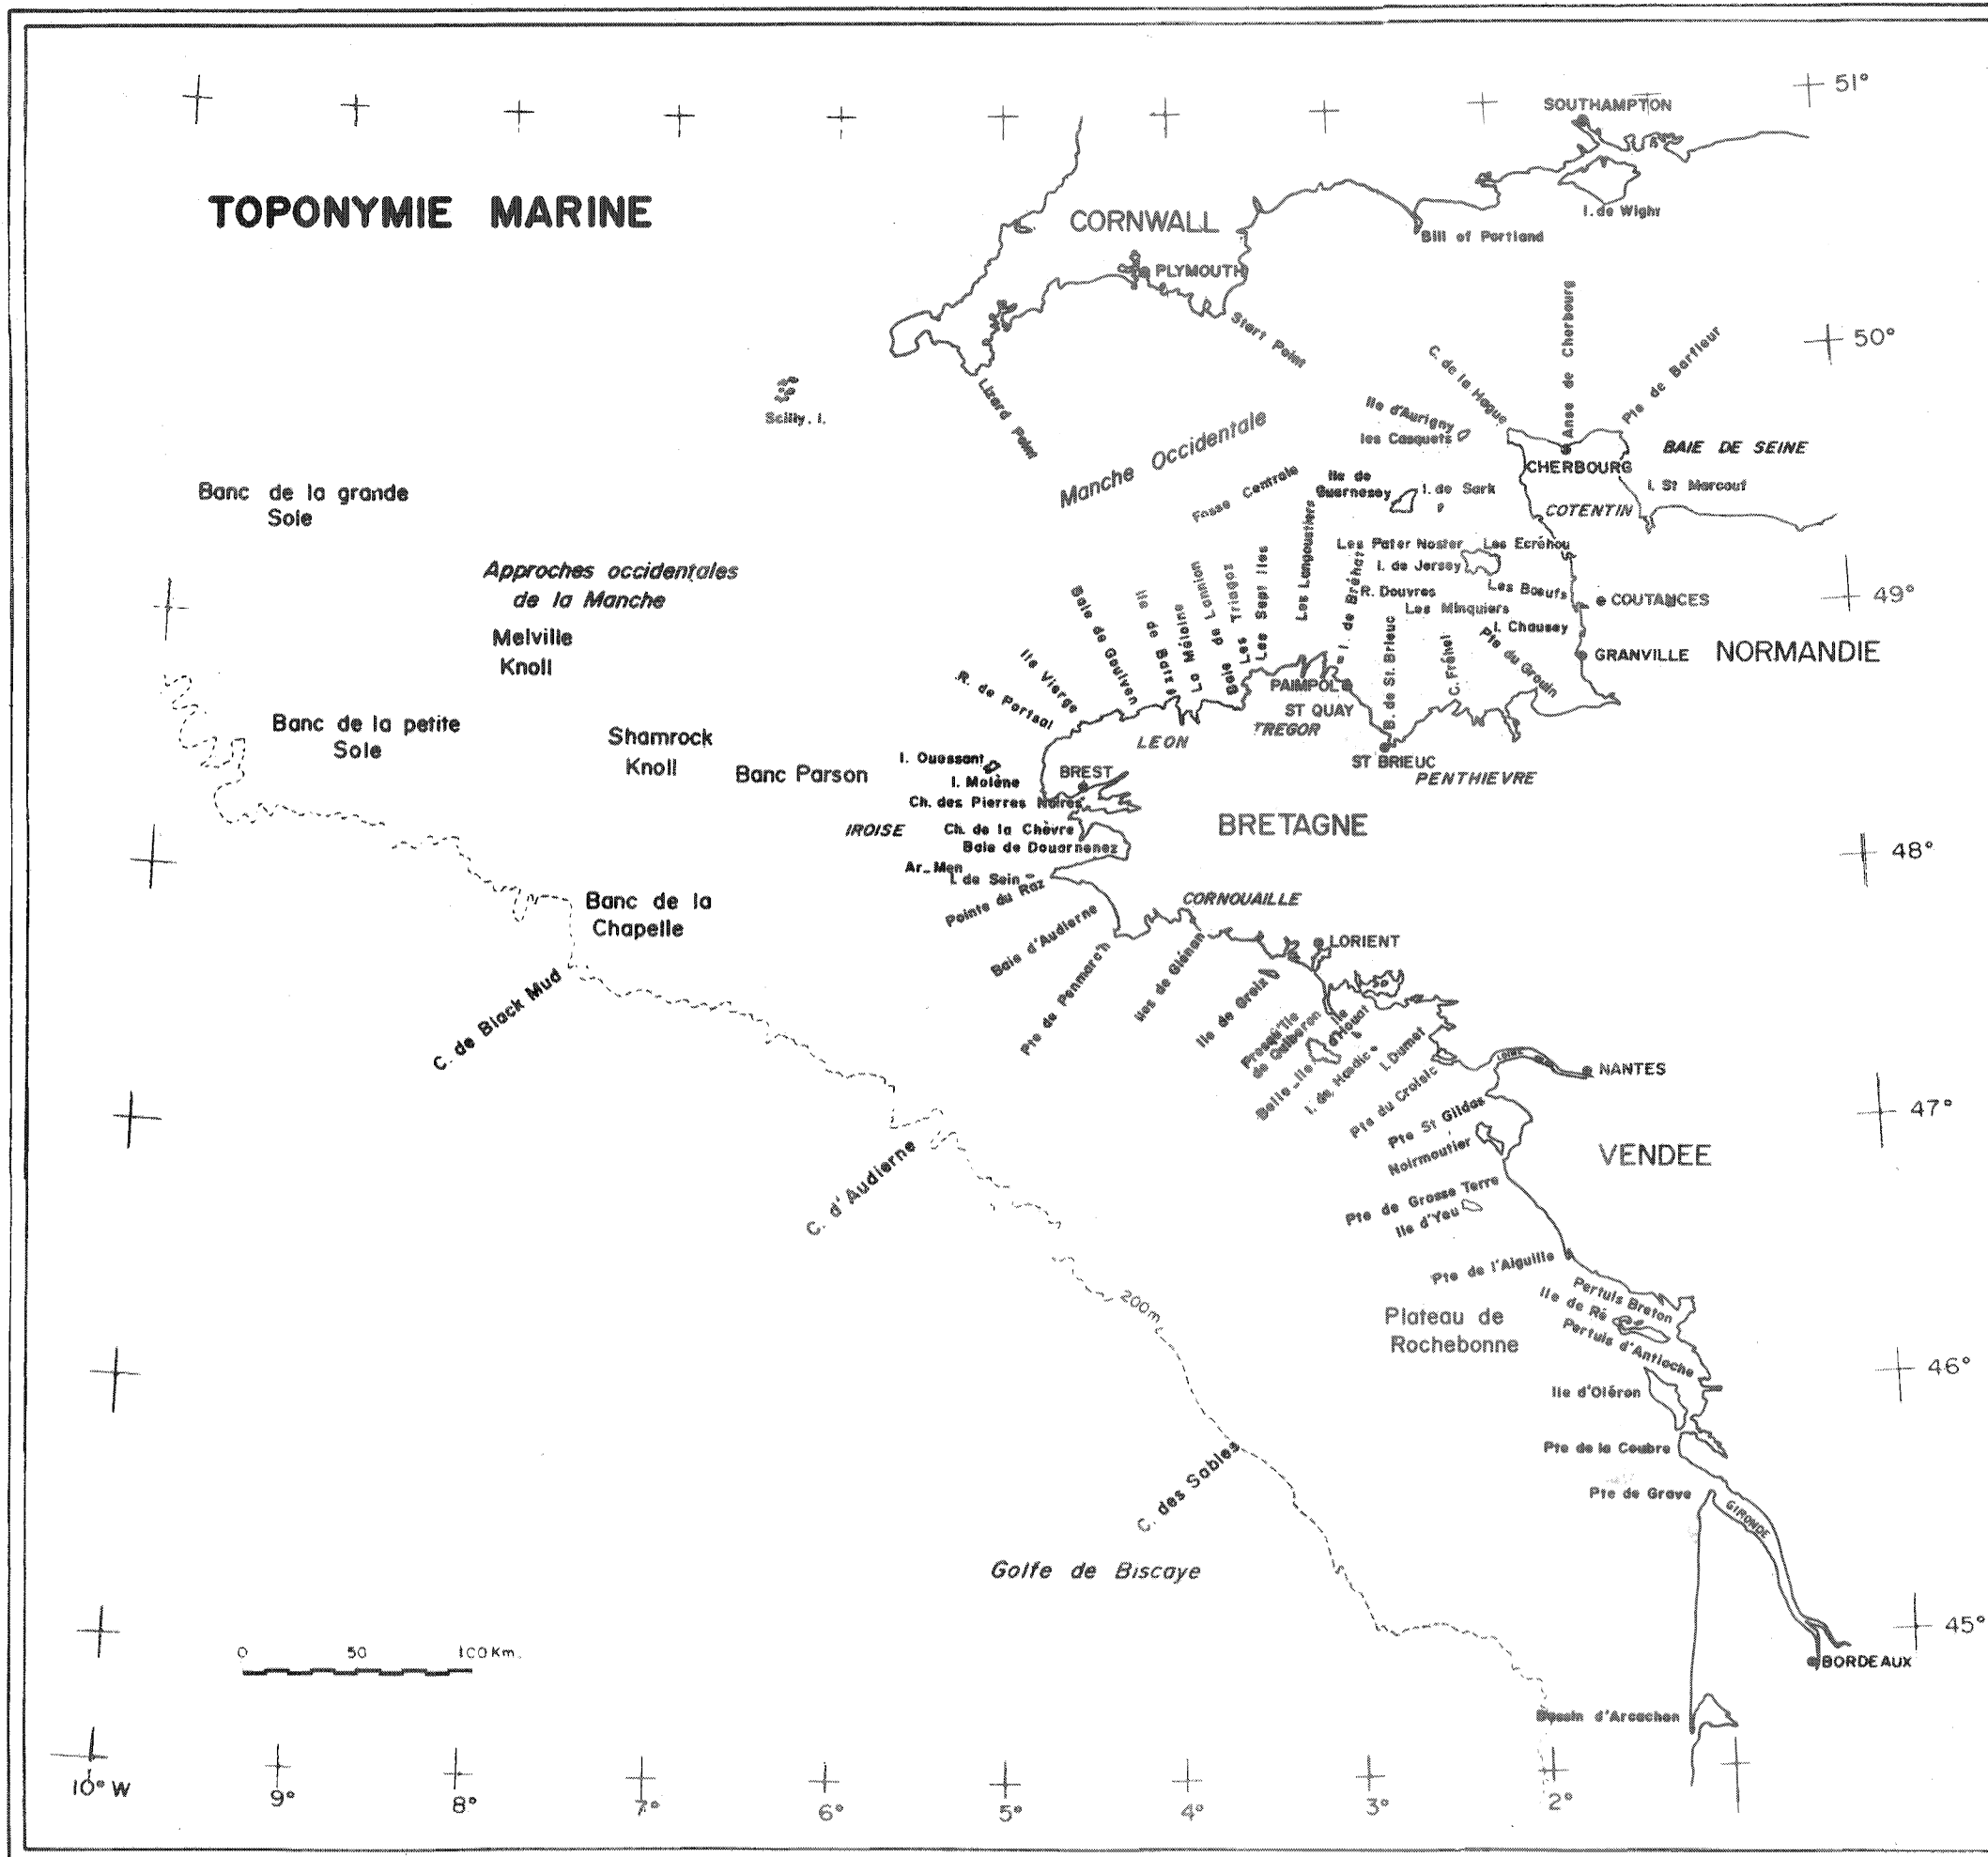 51°
SOUTHAMPTON
TOPONYMIE MARINE
CORNWALL
I. de Wight
Bill of Portland
PLYMOUTH
Start Point
Anse de Cherbourg
50°
C. de la Hague
Pte de Barfleur
Lizard Point
Scilly. I.
Ile d'Aurigny
les Casquets
Manche Occidentale
BAIE DE SEINE
CHERBOURG
Banc de la grande
Sole
Fosse Centrale
Ile de
Guernesey
I. de Sark
I. St Marcouf
COTENTIN
Les Langoustiers
Les Pater Noster
Les Ecréhou
I. de Jersey
Approches occidentales
de la Manche
49°
R. Douvres
Les Boeufs
COUTANCES
Les Minquiers
I. Chausey
Melville
Knoll
Baie de Goulven
Ile de Batz
La Méloine
Baie de Lannion
Les Triagoz
Les Sept Iles
I. de Bréhat
B. de St. Brieuc
C. Fréhel
Pte du Grouin
GRANVILLE
NORMANDIE
Ile Vierge
R. de Portsal
PAIMPOL
ST QUAY
TREGOR
LEON
Banc de la petite
Sole
Shamrock
Knoll
Banc Parson
I. Ouessant
I. Molène
BREST
ST BRIEUC
PENTHIEVRE
Ch. des Pierres Noires
IROISE
Ch. de la Chèvre
BRETAGNE
Baie de Douarnenez
48°
Ar-Men
I. de Sein
Pointe du Raz
Banc de la
Chapelle
CORNOUAILLE
Baie d'Audierne
LORIENT
Pte de Penmarc'h
Iles de Glénan
Ile de Groix
C. de Black Mud
Presqu'île
de Quiberon
Ile
d'Houat
Belle-Ile
I. de Hoedic
I. Dumet
Pte du Croisic
LOIRE
NANTES
47°
Pte St Gildas
Noirmoutier
VENDEE
C. d'Audierne
Pte de Grosse Terre
Ile d'Yeu
Pte de l'Aiguille
200m
Pertuis Breton
Ile de Ré
Plateau de
Rochebonne
Pertuis d'Antioche
46°
Ile d'Oléron
Pte de la Coubre
C. des Sables
Pte de Grave
GIRONDE
Golfe de Biscaye
45°
0 50 100 Km.
BORDEAUX
Bassin d'Arcachon
10° W
9°
8°
7°
6°
5°
4°
3°
2°